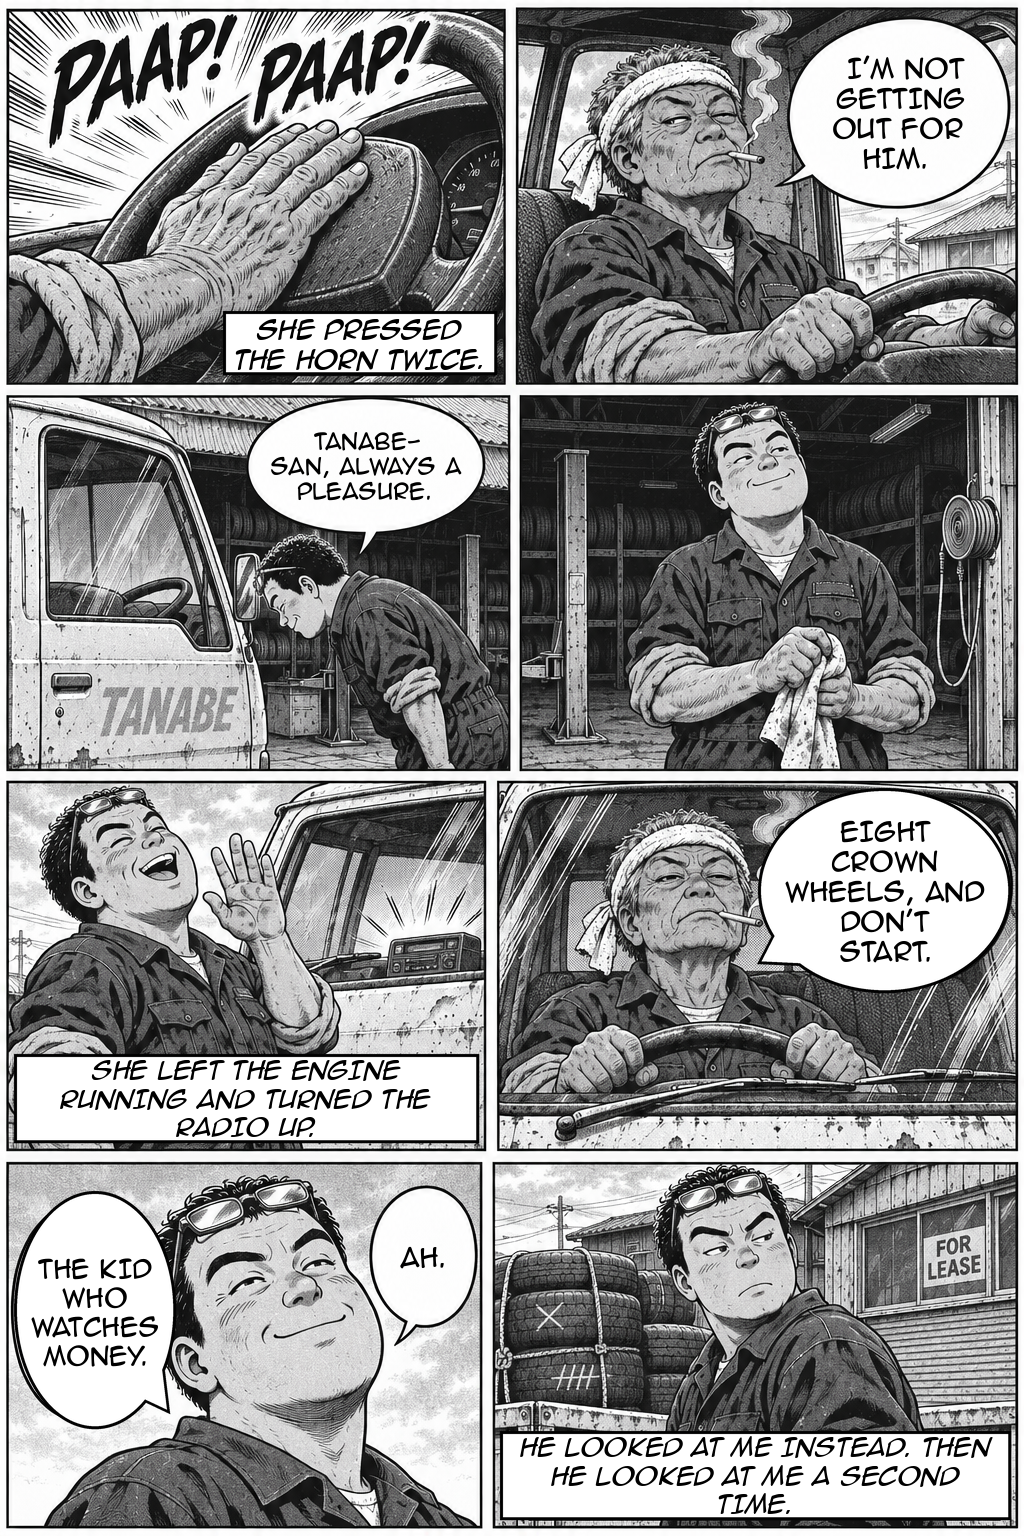 PAAP! PAAP!
SHE PRESSED
THE HORN TWICE.
I'M NOT
GETTING
OUT FOR
HIM.
TANABE-
SAN, ALWAYS A
PLEASURE.
TANABE
SHE LEFT THE ENGINE
RUNNING AND TURNED THE
RADIO UP.
EIGHT
CROWN
WHEELS, AND
DON'T
START.
THE KID
WHO
WATCHES
MONEY.
AH.
FOR
LEASE
HE LOOKED AT ME INSTEAD. THEN
HE LOOKED AT ME A SECOND
TIME.